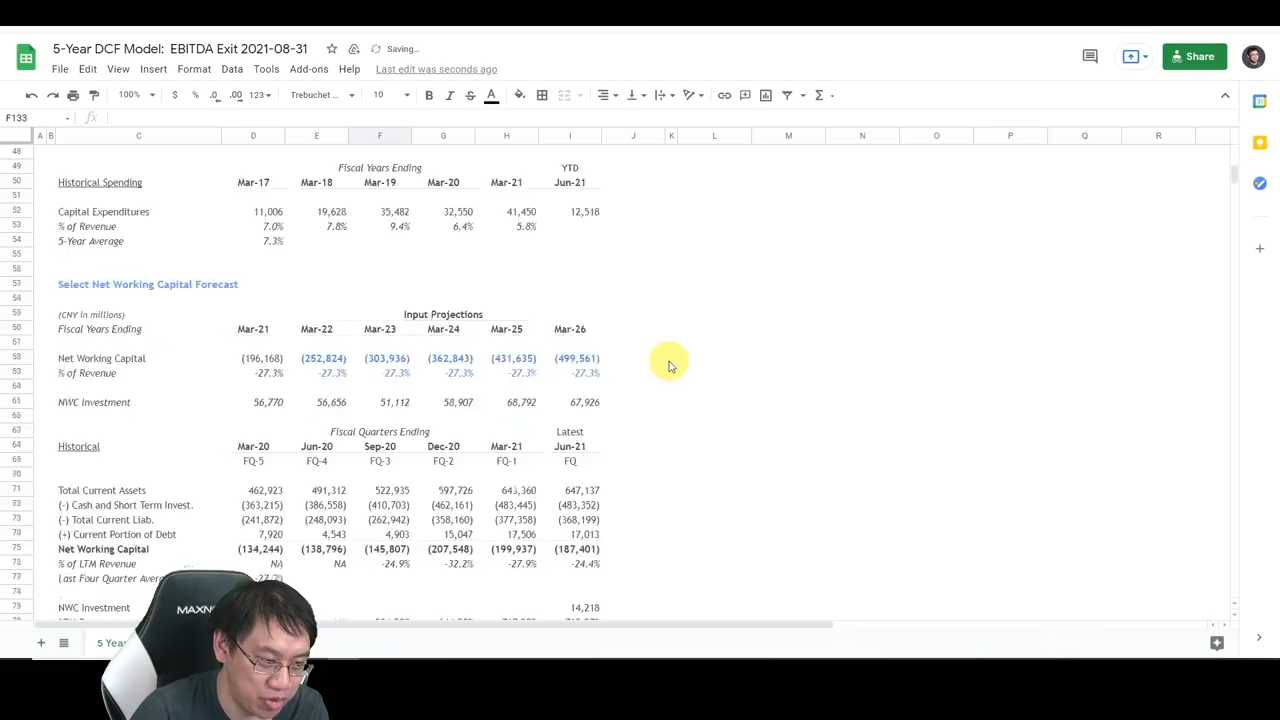 5-Year DCF Model: EBITDA Exit 2021-08-31 Saving...
File Edit View Insert Format Data Tools Add-ons Help Last edit was seconds ago
Share
100% $ % .0 .00 123 Trebuchet ... 10 B I S A
F133 fx
A B C D E F G H I J K L M N O P Q R
48
49 Fiscal Years Ending YTD
50 Historical Spending Mar-17 Mar-18 Mar-19 Mar-20 Mar-21 Jun-21
51
52 Capital Expenditures 11,006 19,628 35,482 32,550 41,450 12,518
53 % of Revenue 7.0% 7.8% 9.4% 6.4% 5.8%
54 5-Year Average 7.3%
55
Select Net Working Capital Forecast
(CNY in millions) Input Projections
Fiscal Years Ending Mar-21 Mar-22 Mar-23 Mar-24 Mar-25 Mar-26
Net Working Capital (196,168) (252,824) (303,936) (362,843) (431,635) (499,561)
% of Revenue -27.3% -27.3% -27.3% -27.3% -27.3% -27.3%
NWC Investment 56,770 56,656 51,112 58,907 68,792 67,926
Fiscal Quarters Ending Latest
Historical Mar-20 Jun-20 Sep-20 Dec-20 Mar-21 Jun-21
FQ-5 FQ-4 FQ-3 FQ-2 FQ-1 FQ
Total Current Assets 462,923 491,312 522,935 597,726 643,360 647,137
(-) Cash and Short Term Invest. (363,215) (386,558) (410,703) (462,161) (483,445) (483,352)
(-) Total Current Liab. (241,872) (248,093) (262,942) (358,160) (377,358) (368,199)
(+) Current Portion of Debt 7,920 4,543 4,903 15,047 17,506 17,013
Net Working Capital (134,244) (138,796) (145,807) (207,548) (199,937) (187,401)
% of LTM Revenue NA NA -24.9% -32.2% -27.9% -24.4%
Last Four Quarter
NWC Investment 14,218
MAXN
5 Year